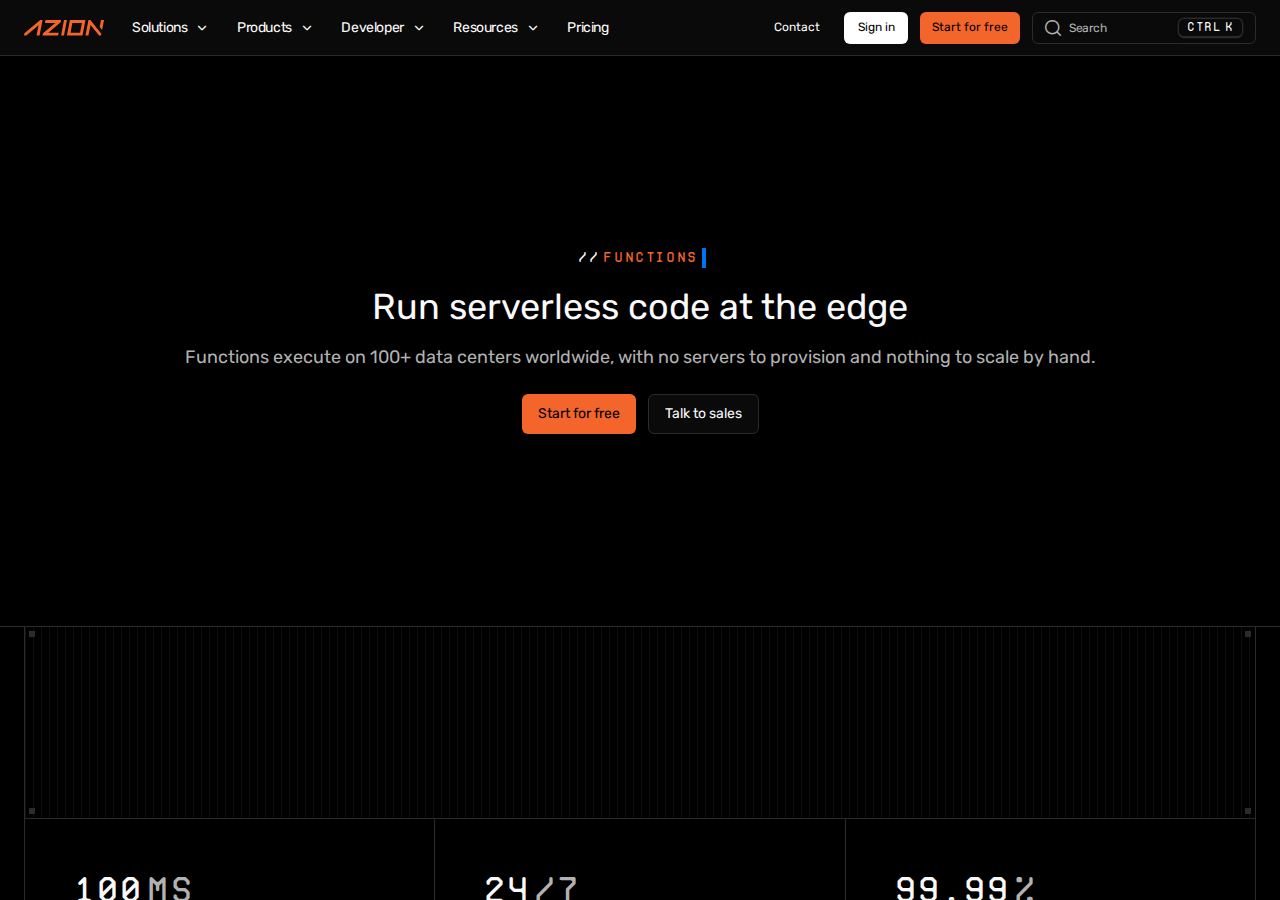 AZION
Solutions
Products
Developer
Resources
Pricing
Contact
Sign in
Start for free
Search
CTRL K
// FUNCTIONS
Run serverless code at the edge
Functions execute on 100+ data centers worldwide, with no servers to provision and nothing to scale by hand.
Start for free
Talk to sales
100MS
24/7
99.99%